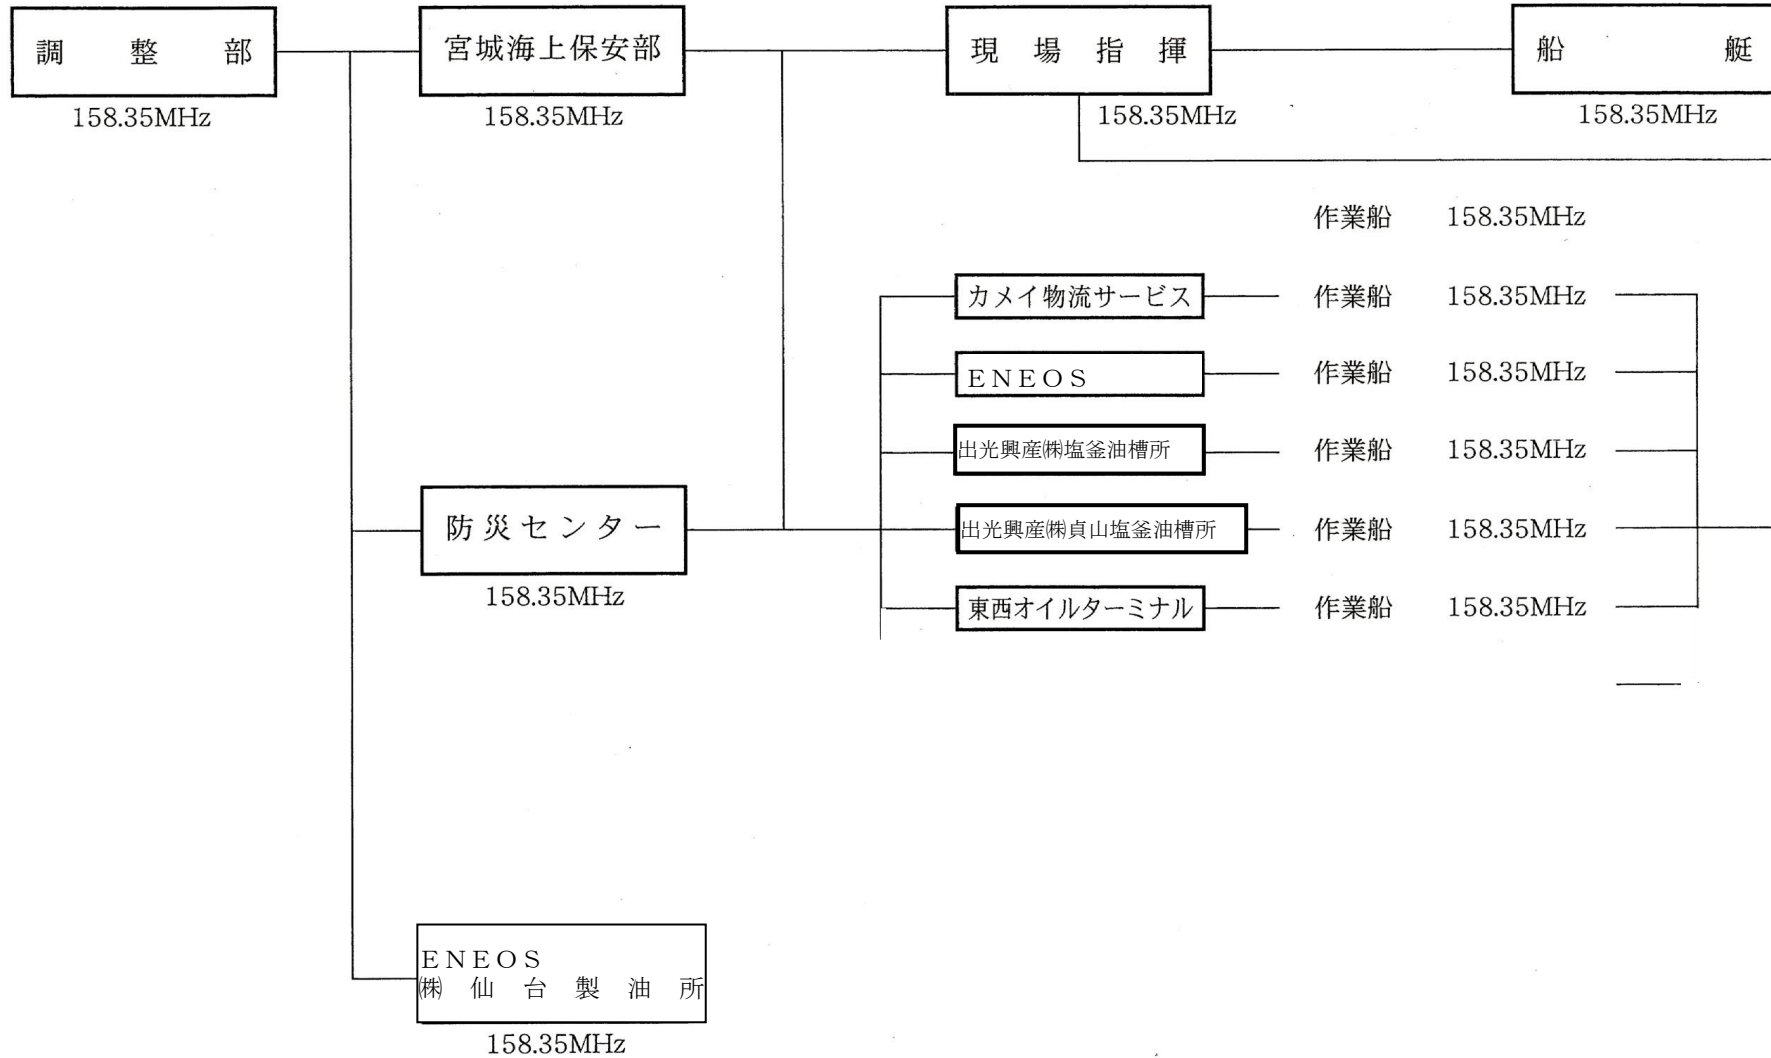 調整部
宮城海上保安部
現場指揮
船艇
158.35MHz
158.35MHz
158.35MHz
158.35MHz
作業船 158.35MHz
カメイ物流サービス 作業船 158.35MHz
ENEOS 作業船 158.35MHz
出光興産㈱塩釜油槽所 作業船 158.35MHz
出光興産㈱貞山塩釜油槽所 作業船 158.35MHz
防災センター
158.35MHz
東西オイルターミナル 作業船 158.35MHz
ENEOS
㈱仙台製油所
158.35MHz